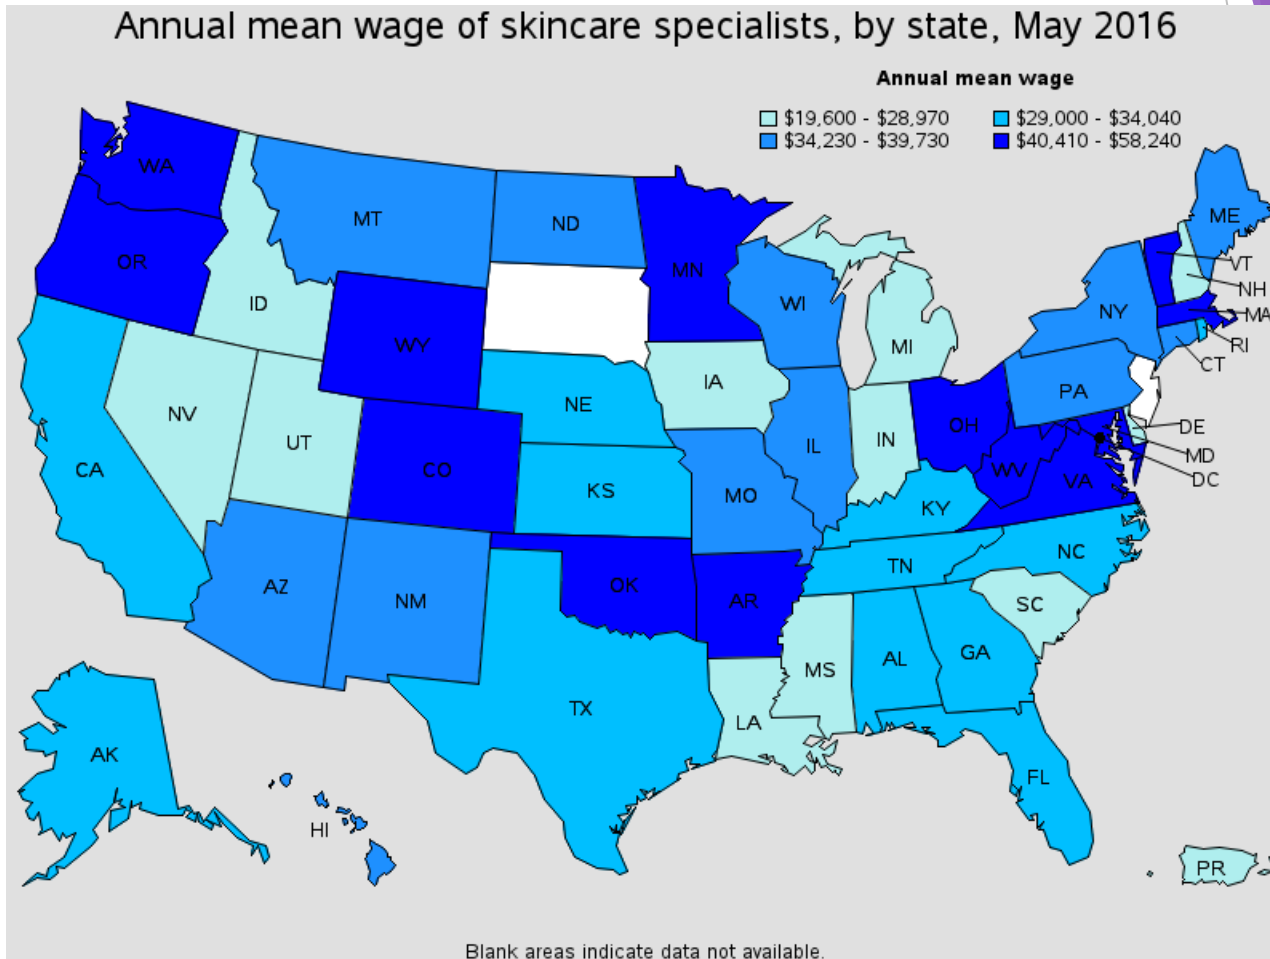 Annual mean wage of skincare specialists, by state, May 2016
Annual mean wage
$19,600 - $28,970 $29,000 - $34,040
$34,230 - $39,730 $40,410 - $58,240
WA
MT
ND
ME
OR
MN
VT
ID
WI
NH
NY
MA
WY
MI
RI
CT
IA
PA
NE
NV
UT
OH
DE
IL
IN
MD
CO
WV
DC
CA
VA
KS
MO
KY
NC
TN
AZ
OK
NM
AR
SC
GA
AL
MS
TX
LA
AK
FL
HI
PR
Blank areas indicate data not available.